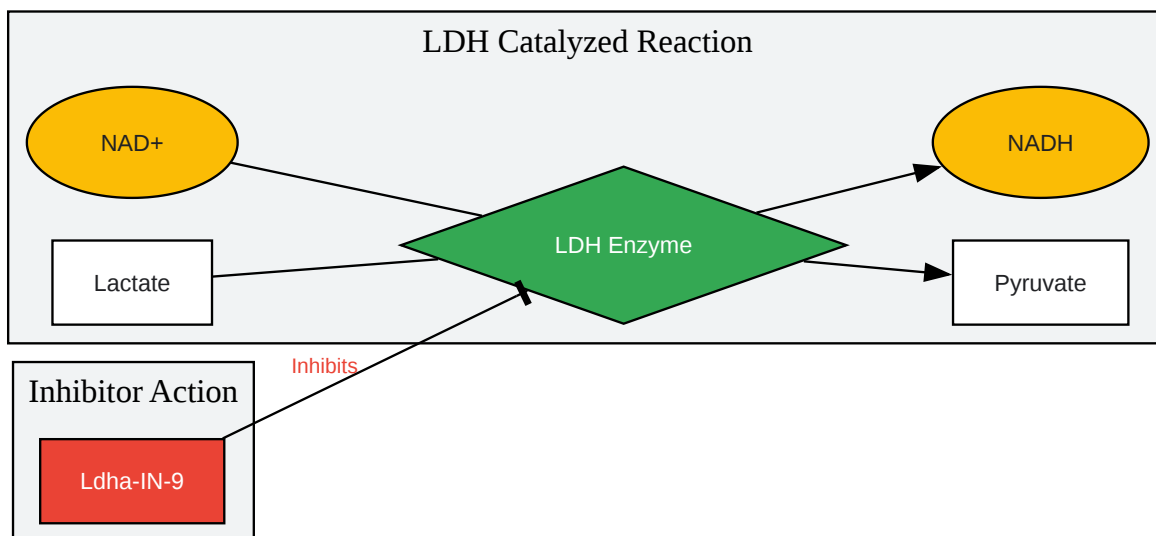 LDH Catalyzed Reaction
NAD+
NADH
LDH Enzyme
Lactate
Pyruvate
Inhibits
Inhibitor Action
Ldha-IN-9